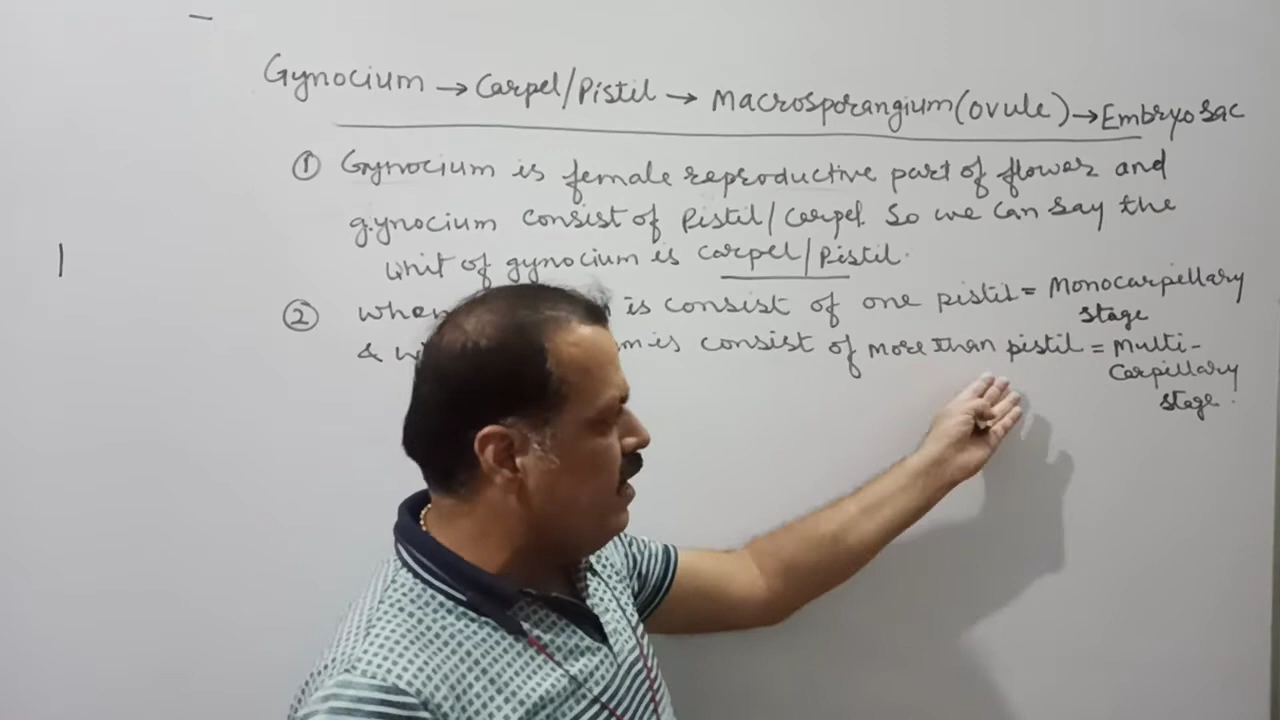 Gynocium → Carpel/Pistil → Macrosporangium (ovule) → Embryo sac
① Gynocium is female reproductive part of flower and
gynocium consist of Pistil/Carpel. So we can say the
unit of gynocium is carpel/Pistil.
② when is consist of one pistil = Monocarpillary
stage
& is consist of more than pistil = Multi-
Carpillary
stage.